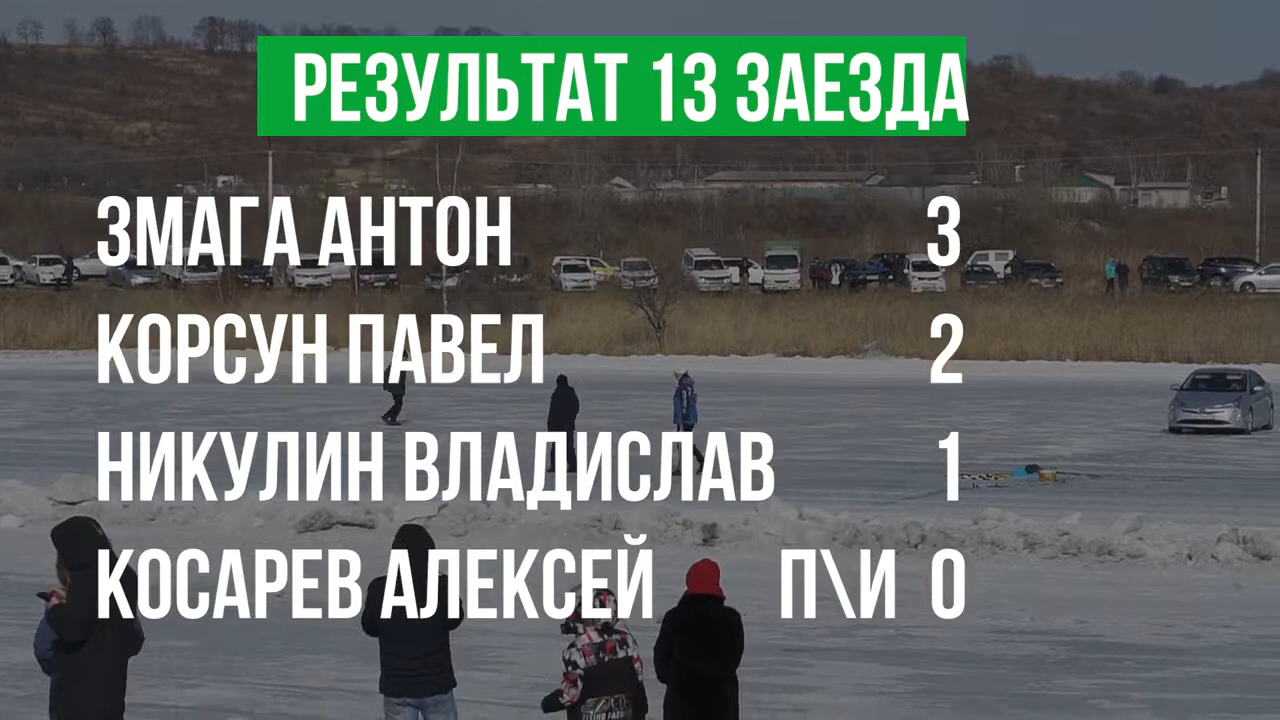 РЕЗУЛЬТАТ 13 ЗАЕЗДА
ЗМАГА АНТОН 3
КОРСУН ПАВЕЛ 2
НИКУЛИН ВЛАДИСЛАВ 1
КОСАРЕВ АЛЕКСЕЙ П\И 0